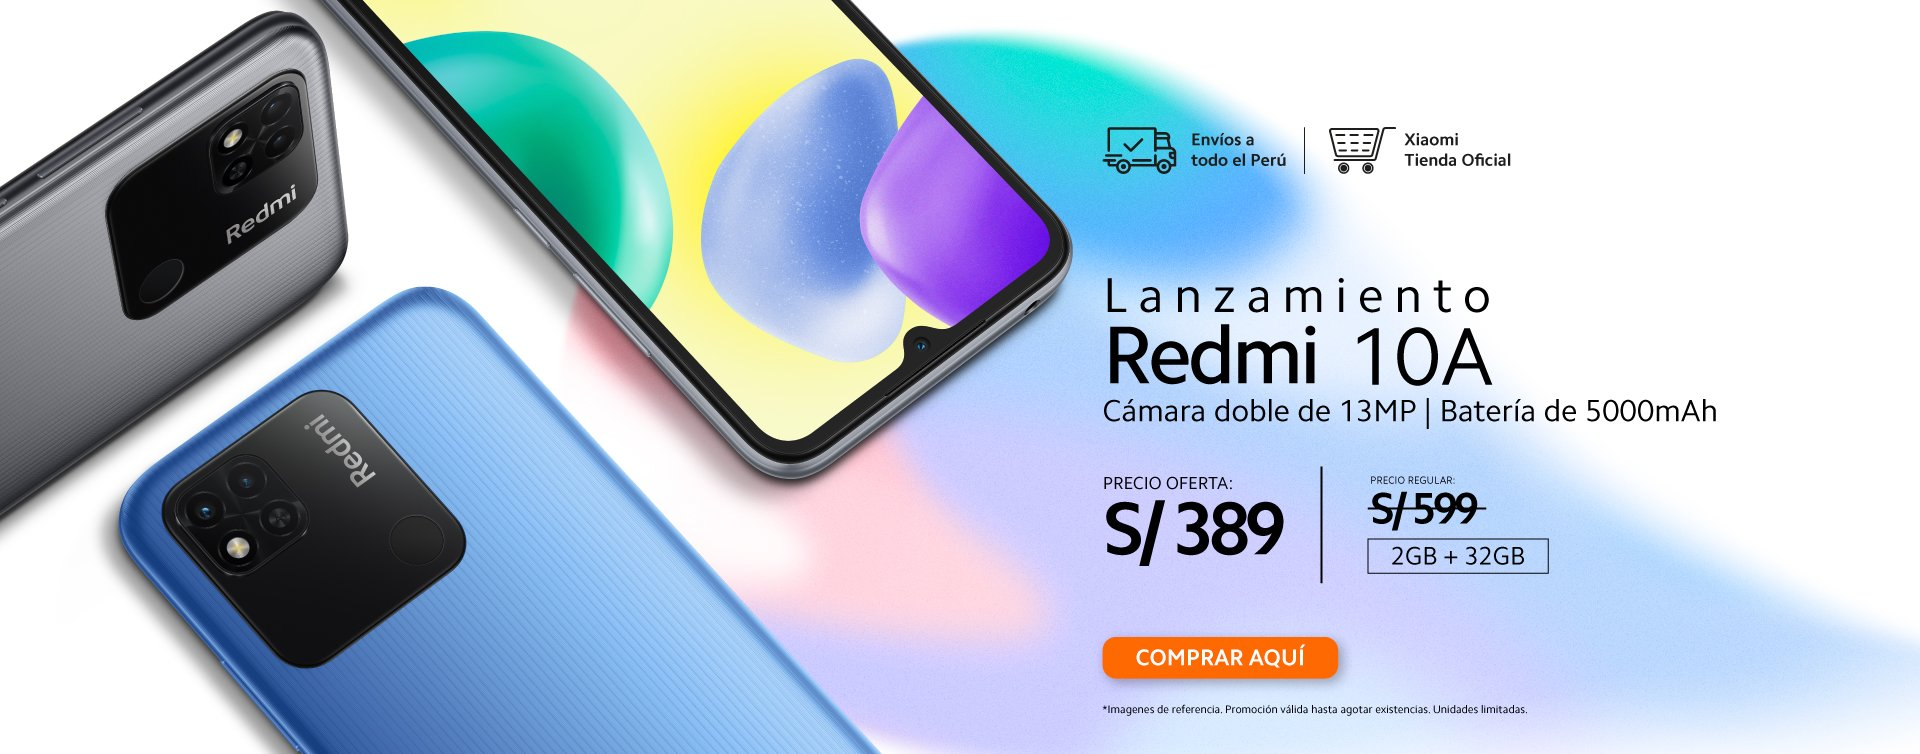 Redmi
Redmi
Envíos a
todo el Perú
Xiaomi
Tienda Oficial
Lanzamiento
Redmi 10A
Cámara doble de 13MP | Batería de 5000mAh
PRECIO OFERTA:
S/ 389
PRECIO REGULAR:
S/ 599
2GB + 32GB
COMPRAR AQUÍ
*Imagenes de referencia. Promoción válida hasta agotar existencias. Unidades limitadas.